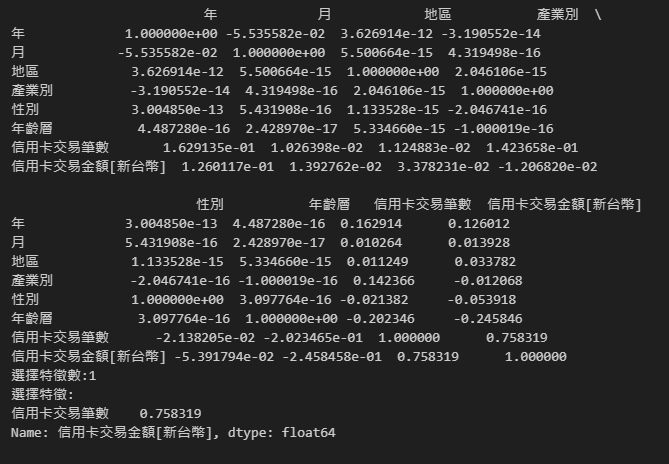 年 月 地區 產業別 \
年 1.000000e+00 -5.535582e-02 3.626914e-12 -3.190552e-14
月 -5.535582e-02 1.000000e+00 5.500664e-15 4.319498e-16
地區 3.626914e-12 5.500664e-15 1.000000e+00 2.046106e-15
產業別 -3.190552e-14 4.319498e-16 2.046106e-15 1.000000e+00
性別 3.004850e-13 5.431908e-16 1.133528e-15 -2.046741e-16
年齡層 4.487280e-16 2.428970e-17 5.334660e-15 -1.000019e-16
信用卡交易筆數 1.629135e-01 1.026398e-02 1.124883e-02 1.423658e-01
信用卡交易金額[新台幣] 1.260117e-01 1.392762e-02 3.378231e-02 -1.206820e-02
性別 年齡層 信用卡交易筆數 信用卡交易金額[新台幣]
年 3.004850e-13 4.487280e-16 0.162914 0.126012
月 5.431908e-16 2.428970e-17 0.010264 0.013928
地區 1.133528e-15 5.334660e-15 0.011249 0.033782
產業別 -2.046741e-16 -1.000019e-16 0.142366 -0.012068
性別 1.000000e+00 3.097764e-16 -0.021382 -0.053918
年齡層 3.097764e-16 1.000000e+00 -0.202346 -0.245846
信用卡交易筆數 -2.138205e-02 -2.023465e-01 1.000000 0.758319
信用卡交易金額[新台幣] -5.391794e-02 -2.458458e-01 0.758319 1.000000
選擇特徵數:1
選擇特徵:
信用卡交易筆數 0.758319
Name: 信用卡交易金額[新台幣], dtype: float64